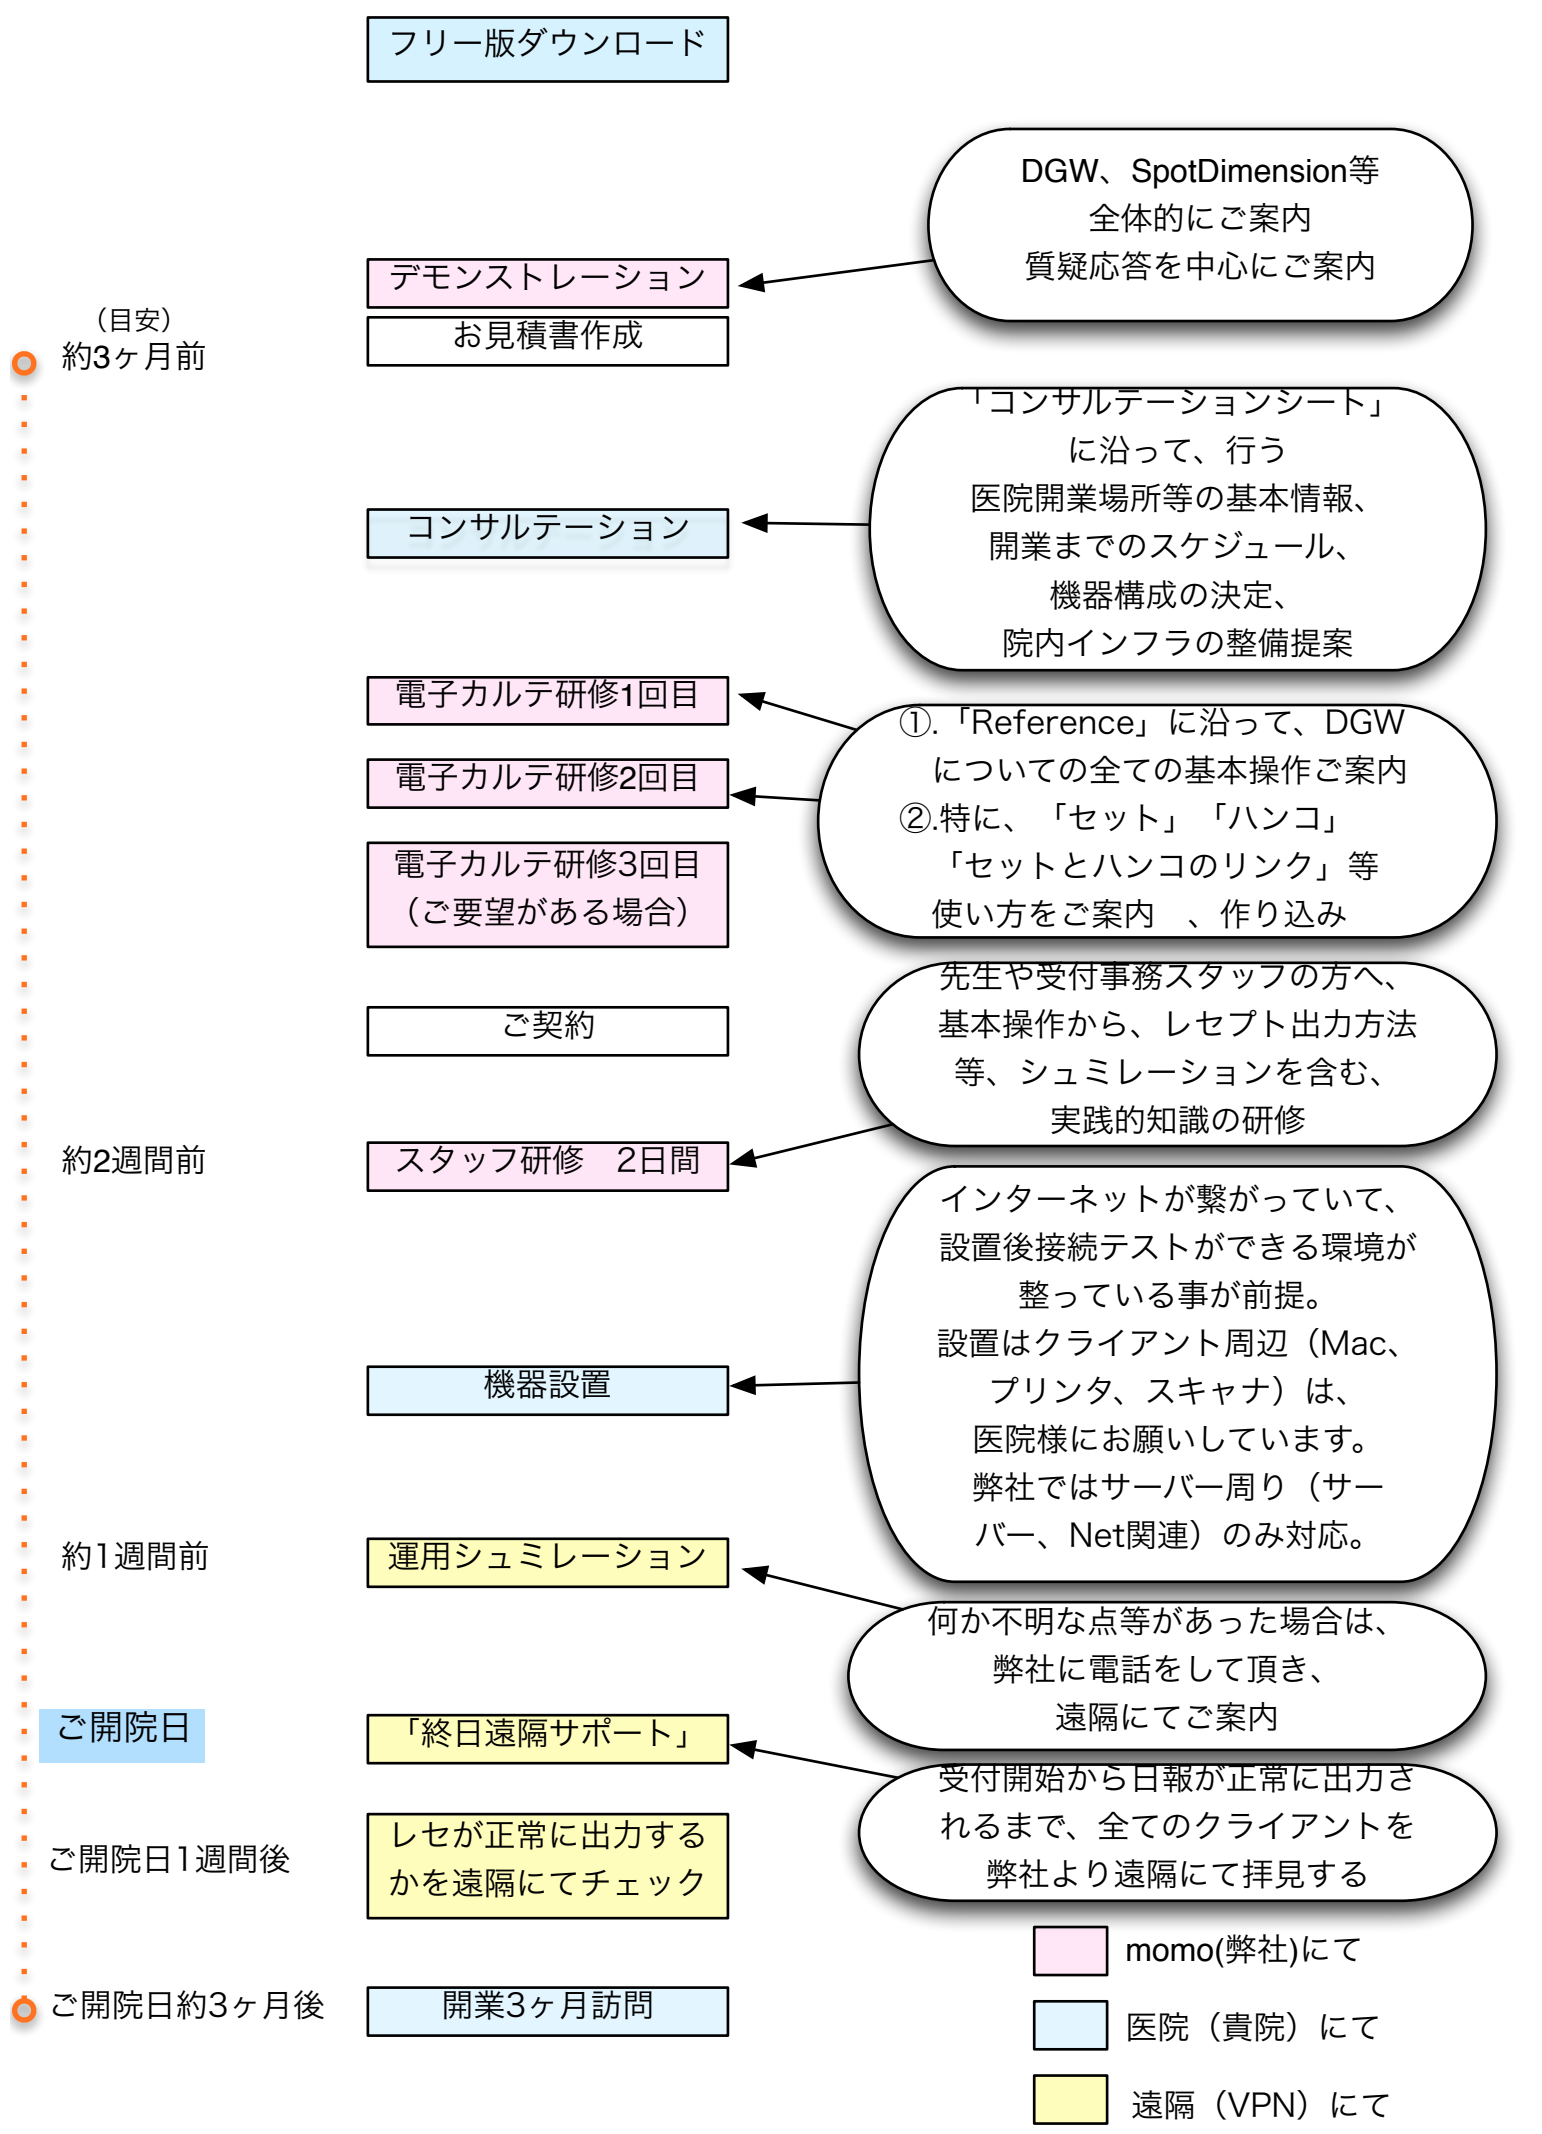 フリー版ダウンロード
DGW、SpotDimension等
全体的にご案内
質疑応答を中心にご案内
デモンストレーション
お見積書作成
（目安）
約3ヶ月前
「コンサルテーションシート」
に沿って、行う
医院開業場所等の基本情報、
開業までのスケジュール、
機器構成の決定、
院内インフラの整備提案
コンサルテーション
電子カルテ研修1回目
電子カルテ研修2回目
電子カルテ研修3回目
（ご要望がある場合）
①.「Reference」に沿って、DGW
についての全ての基本操作ご案内
②.特に、「セット」「ハンコ」
「セットとハンコのリンク」等
使い方をご案内　、作り込み
ご契約
先生や受付事務スタッフの方へ、
基本操作から、レセプト出力方法
等、シュミレーションを含む、
実践的知識の研修
約2週間前
スタッフ研修　2日間
インターネットが繋がっていて、
設置後接続テストができる環境が
整っている事が前提。
設置はクライアント周辺（Mac、
プリンタ、スキャナ）は、
医院様にお願いしています。
弊社ではサーバー周り（サー
バー、Net関連）のみ対応。
機器設置
約1週間前
運用シュミレーション
何か不明な点等があった場合は、
弊社に電話をして頂き、
遠隔にてご案内
ご開院日
「終日遠隔サポート」
受付開始から日報が正常に出力さ
れるまで、全てのクライアントを
弊社より遠隔にて拝見する
ご開院日1週間後
レセが正常に出力する
かを遠隔にてチェック
ご開院日約3ヶ月後
開業3ヶ月訪問
momo(弊社)にて
医院（貴院）にて
遠隔（VPN）にて